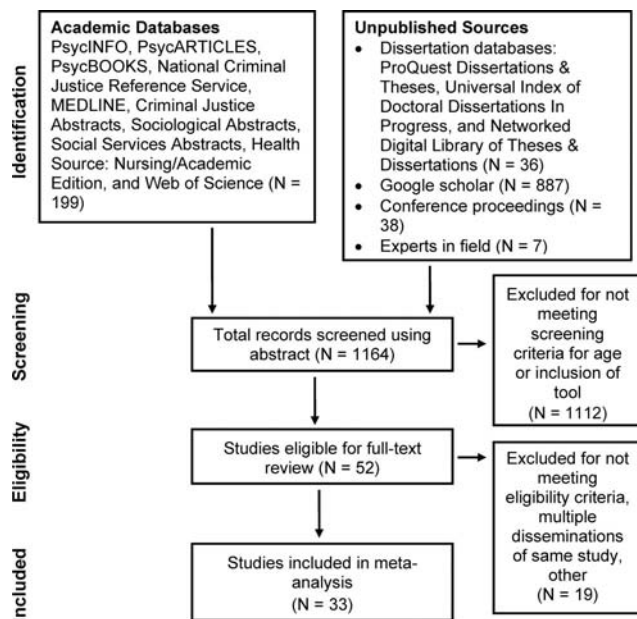 Identification
Academic Databases
PsycINFO, PsycARTICLES,
PsycBOOKS, National Criminal
Justice Reference Service,
MEDLINE, Criminal Justice
Abstracts, Sociological Abstracts,
Social Services Abstracts, Health
Source: Nursing/Academic
Edition, and Web of Science (N =
199)
Unpublished Sources
• Dissertation databases:
ProQuest Dissertations &
Theses, Universal Index of
Doctoral Dissertations In
Progress, and Networked
Digital Library of Theses &
Dissertations (N = 36)
• Google scholar (N = 887)
• Conference proceedings (N =
38)
• Experts in field (N = 7)
Screening
Total records screened using
abstract (N = 1164)
Excluded for not
meeting
screening
criteria for age
or inclusion of
tool
(N = 1112)
Eligibility
Studies eligible for full-text
review (N = 52)
Excluded for not
meeting
eligibility criteria,
multiple
disseminations
of same study,
other
(N = 19)
ncluded
Studies included in meta-
analysis
(N = 33)